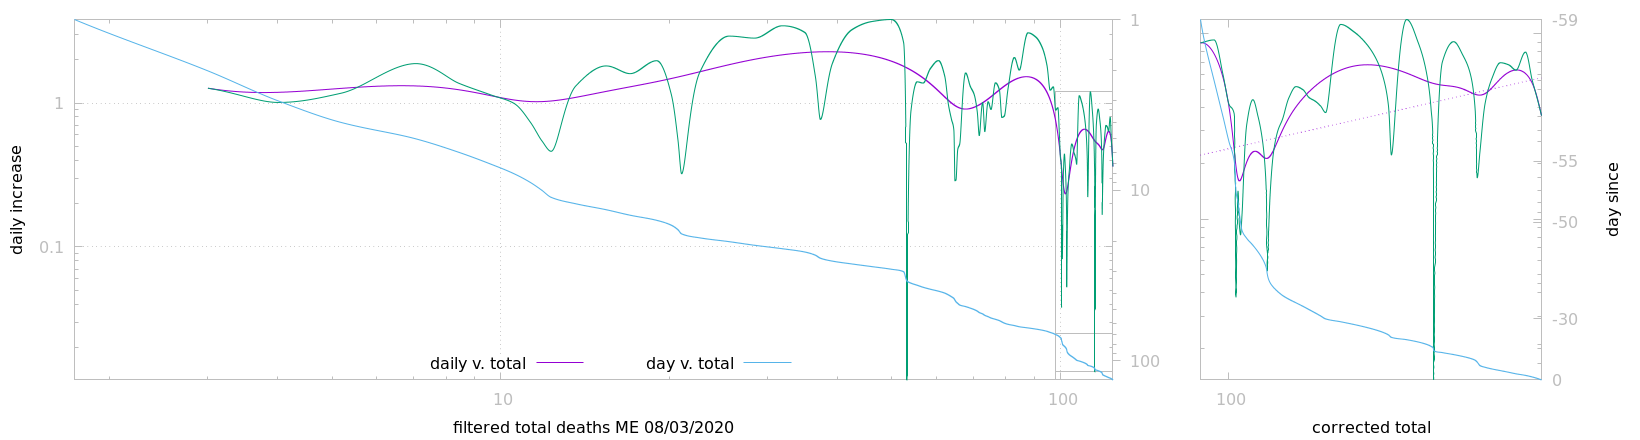 daily increase
1
0.1
10
100
filtered total deaths ME 08/03/2020
daily v. total
day v. total
1
10
100
100
corrected total
-59
-55
-50
-30
0
day since